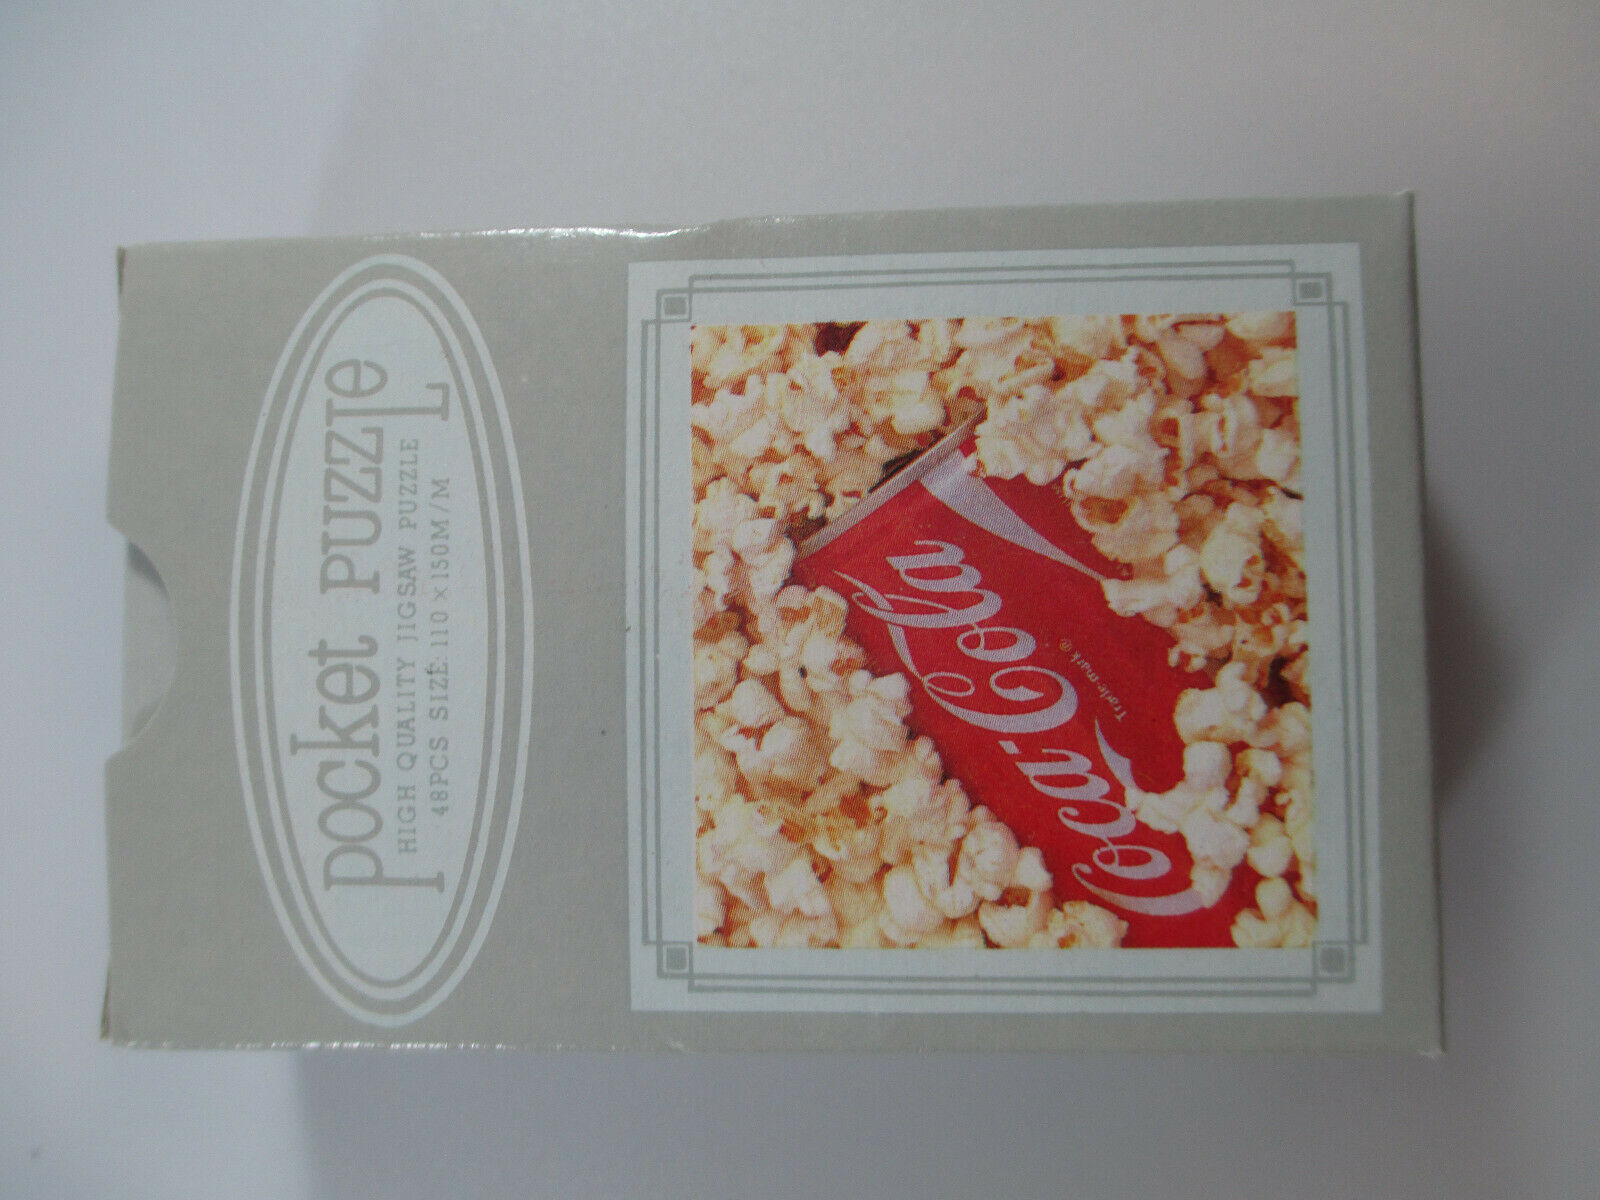 pocket puzzle
HIGH QUALITY JIGSAW PUZZLE
48PCS SIZE: 110 × 150M/M
Coca-Cola
Trade-mark ®